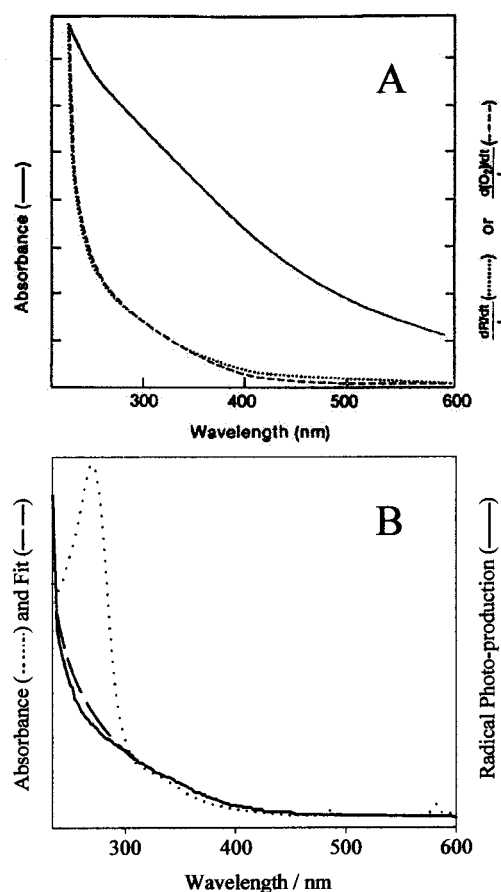 A
Absorbance (——)
dR/dt (........) or d(O₂)/dt (- - - -)
300
400
500
600
Wavelength (nm)
B
Absorbance (......) and Fit (— —)
Radical Photo-production (——)
300
400
500
600
Wavelength / nm